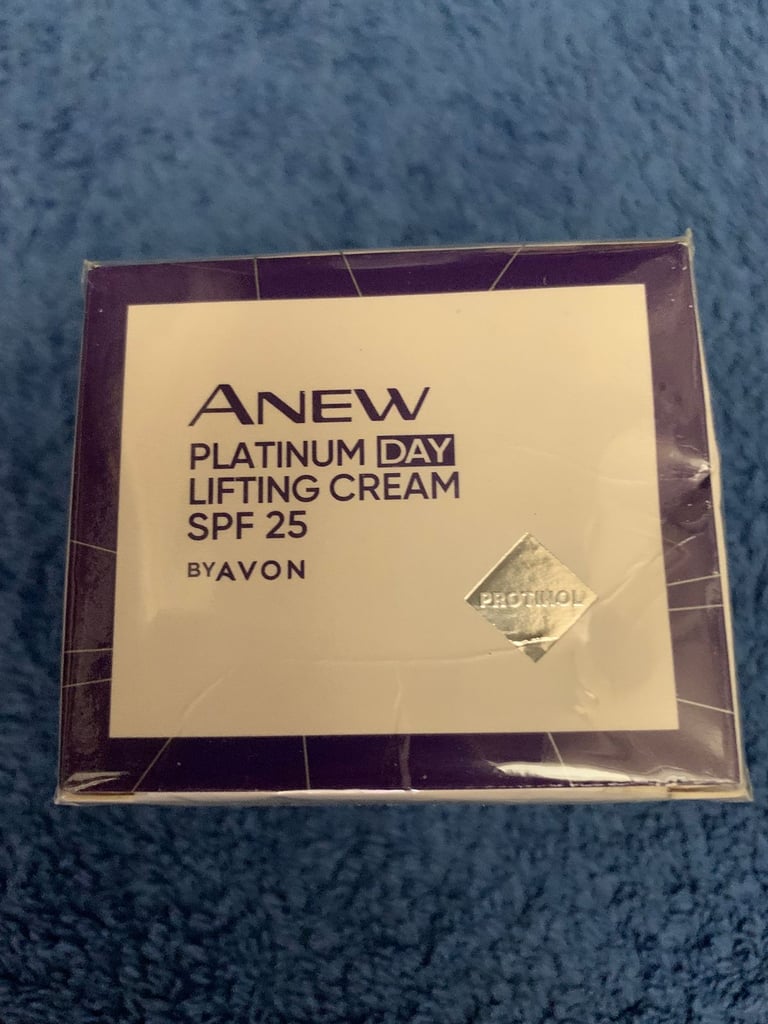 ANEW
PLATINUM DAY
LIFTING CREAM
SPF 25
BY AVON
PROTINOL